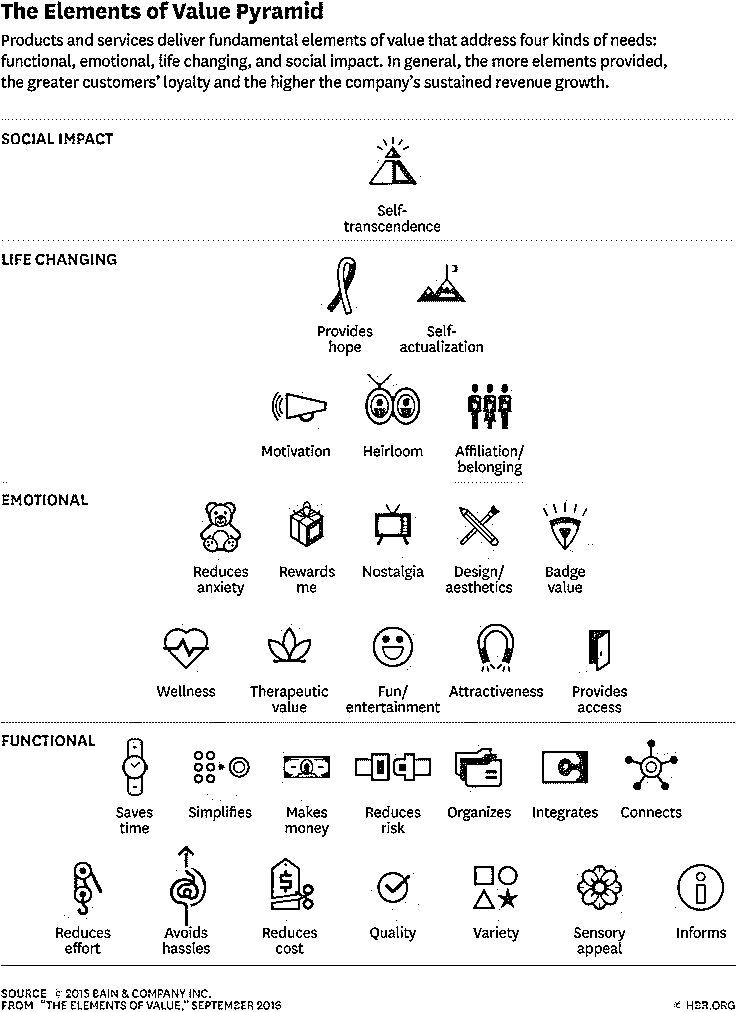 The Elements of Value Pyramid
Products and services deliver fundamental elements of value that address four kinds of needs:
functional, emotional, life changing, and social impact. In general, the more elements provided,
the greater customers' loyalty and the higher the company's sustained revenue growth.
SOCIAL IMPACT
Self-
transcendence
LIFE CHANGING
Provides
hope
Self-
actualization
Motivation
Heirloom
Affiliation/
belonging
EMOTIONAL
Reduces
anxiety
Rewards
me
Nostalgia
Design/
aesthetics
Badge
value
Wellness
Therapeutic
value
Fun/
entertainment
Attractiveness
Provides
access
FUNCTIONAL
Saves
time
Simplifies
Makes
money
Reduces
risk
Organizes
Integrates
Connects
Reduces
effort
Avoids
hassles
Reduces
cost
Quality
Variety
Sensory
appeal
Informs
SOURCE © 2015 BAIN & COMPANY INC.
FROM "THE ELEMENTS OF VALUE," SEPTEMBER 2016
© HBR.ORG